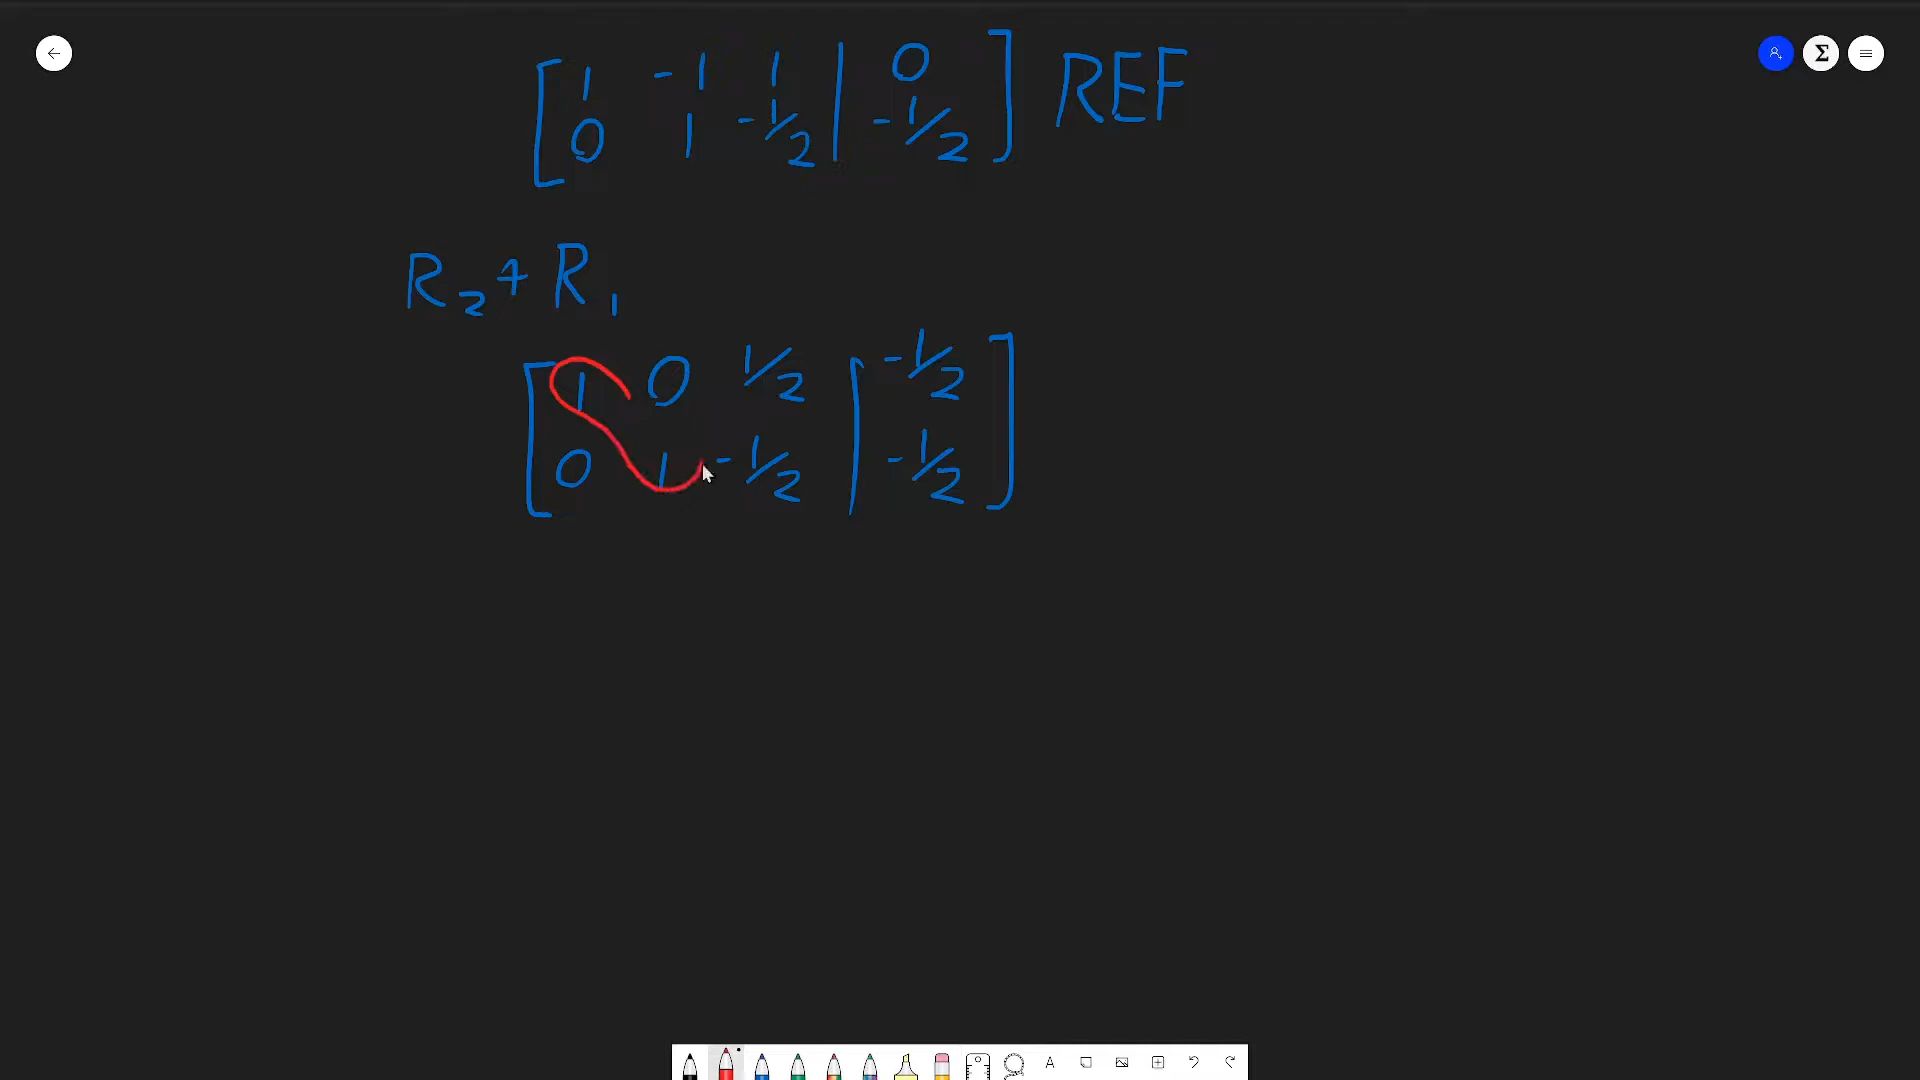 1 -1 1 | 0 REF
0 1 -1/2 | -1/2
R₂ + R₁
1 0 1/2 | -1/2
0 1 -1/2 | -1/2
Σ
A